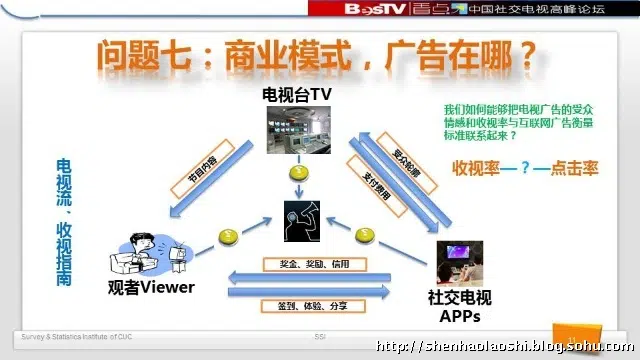 BesTV 看点 中国社交电视高峰论坛
问题七：商业模式，广告在哪？
电视台TV
我们如何能够把电视广告的受众
情感和收视率与互联网广告衡量
标准联系起来？
收视率—？—点击率
电视流、收视指南
节目内容
受众轮廓
支付费用
观者Viewer
奖金、奖励、信用
签到、体验、分享
社交电视
APPs
Survey & Statistics Institute of CUC
SSI
http://shenhaolaoshi.blog.sohu.com